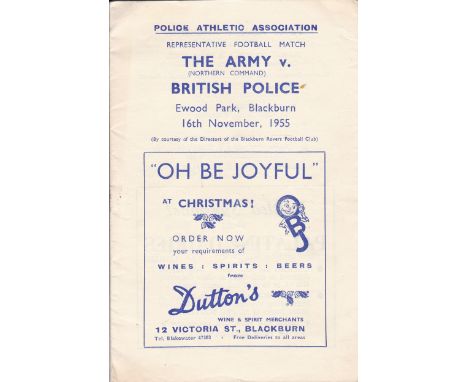 POLICE ATHLETIC ASSOCIATION
REPRESENTATIVE FOOTBALL MATCH
THE ARMY v.
(NORTHERN COMMAND)
BRITISH POLICE
Ewood Park, Blackburn
16th November, 1955
(By courtesy of the Directors of the Blackburn Rovers Football Club)
"OH BE JOYFUL"
AT CHRISTMAS!
OBJ
ORDER NOW
your requirements of
WINES : SPIRITS : BEERS
from
Dutton's
WINE & SPIRIT MERCHANTS
12 VICTORIA ST., BLACKBURN
Free Deliveries to all areas